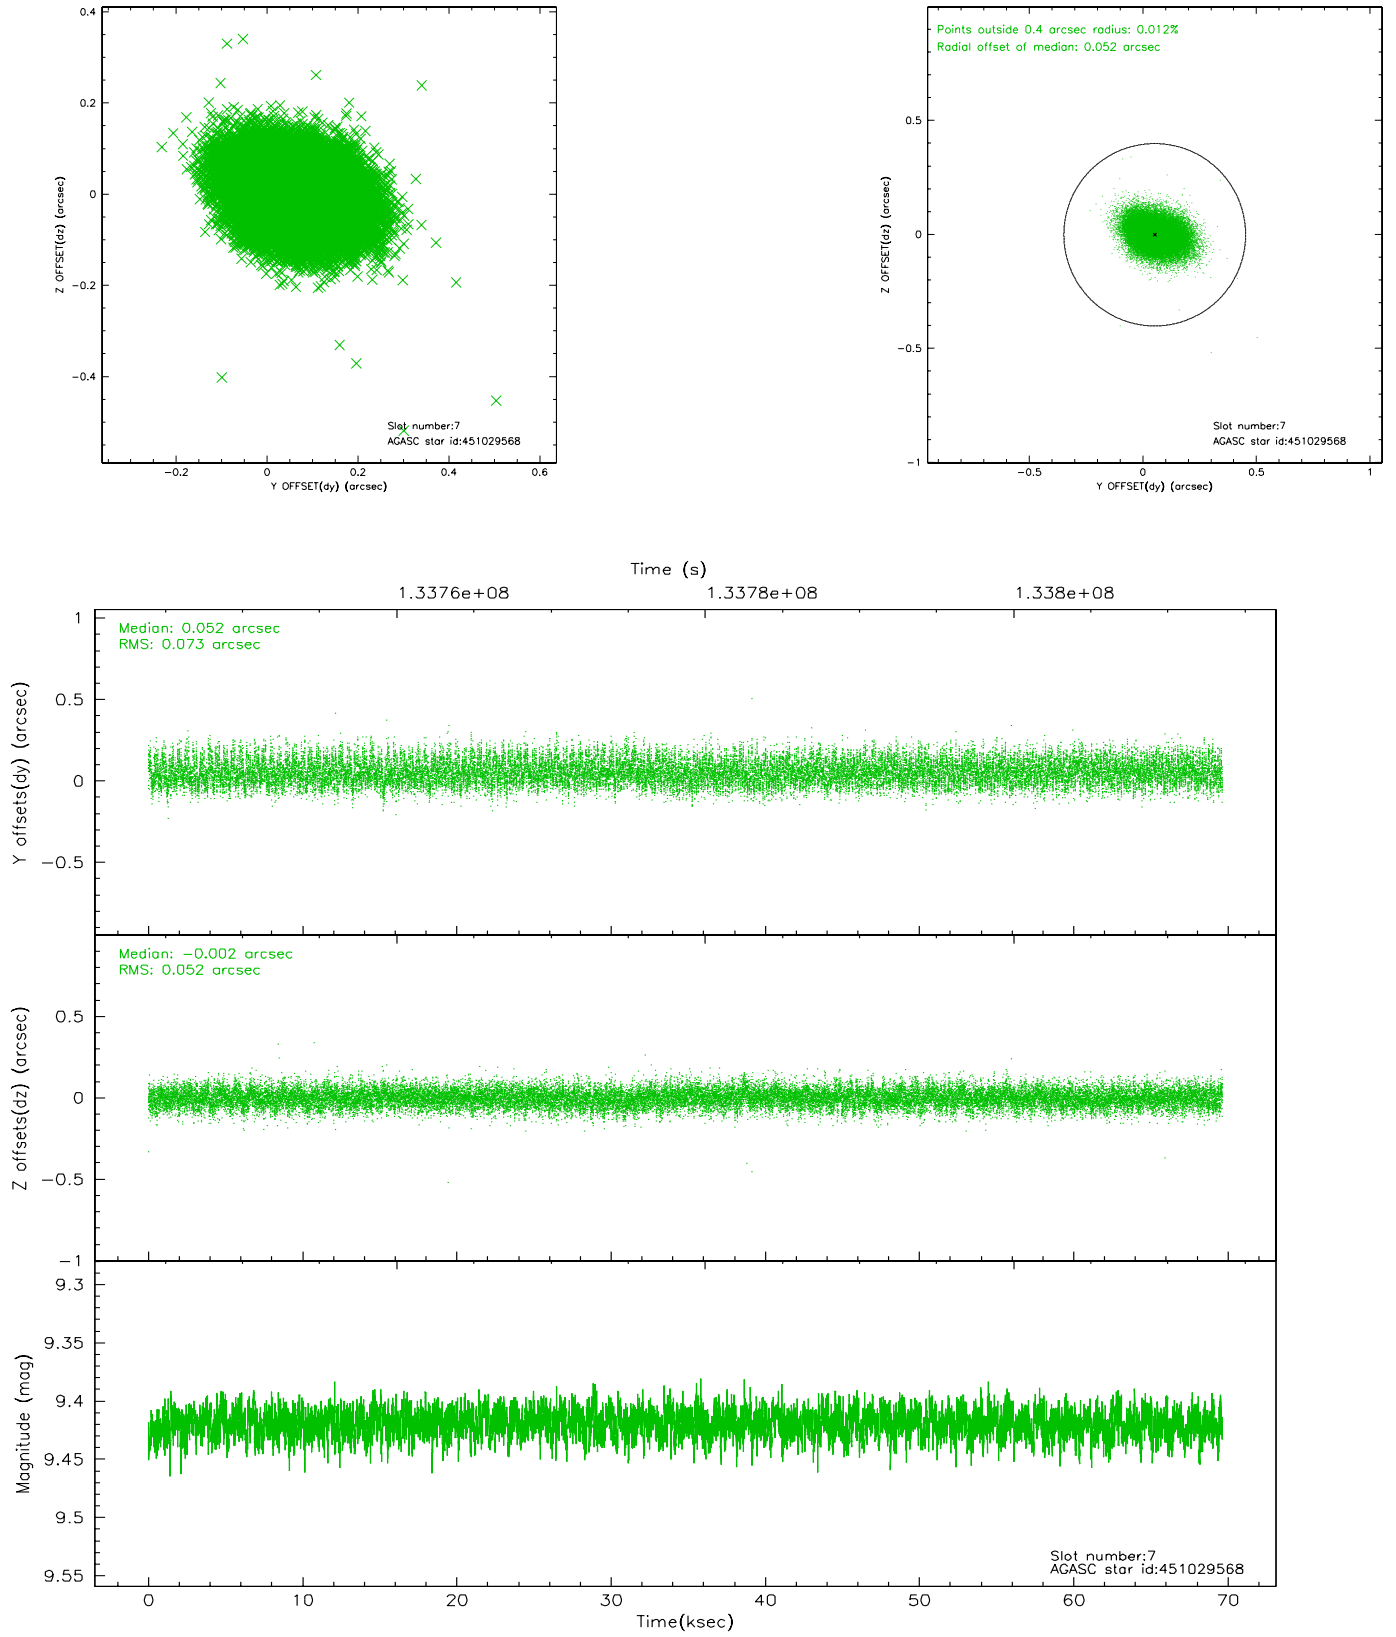 0.4
0.2
0
−0.2
−0.4
Z OFFSET(dz) (arcsec)
Slot number:7
AGASC star id:451029568
−0.2
0
0.2
0.4
0.6
Y OFFSET(dy) (arcsec)
Points outside 0.4 arcsec radius: 0.012%
Radial offset of median: 0.052 arcsec
0.5
0
−0.5
−1
Z OFFSET(dz) (arcsec)
Slot number:7
AGASC star id:451029568
−0.5
0
0.5
1
Y OFFSET(dy) (arcsec)
Time (s)
1.3376e+08
1.3378e+08
1.338e+08
Median: 0.052 arcsec
RMS: 0.073 arcsec
1
0.5
0
−0.5
Y offsets(dy) (arcsec)
Median: −0.002 arcsec
RMS: 0.052 arcsec
0.5
0
−0.5
−1
Z offsets(dz) (arcsec)
9.3
9.35
9.4
9.45
9.5
9.55
Magnitude (mag)
Slot number:7
AGASC star id:451029568
0
10
20
30
40
50
60
70
Time(ksec)